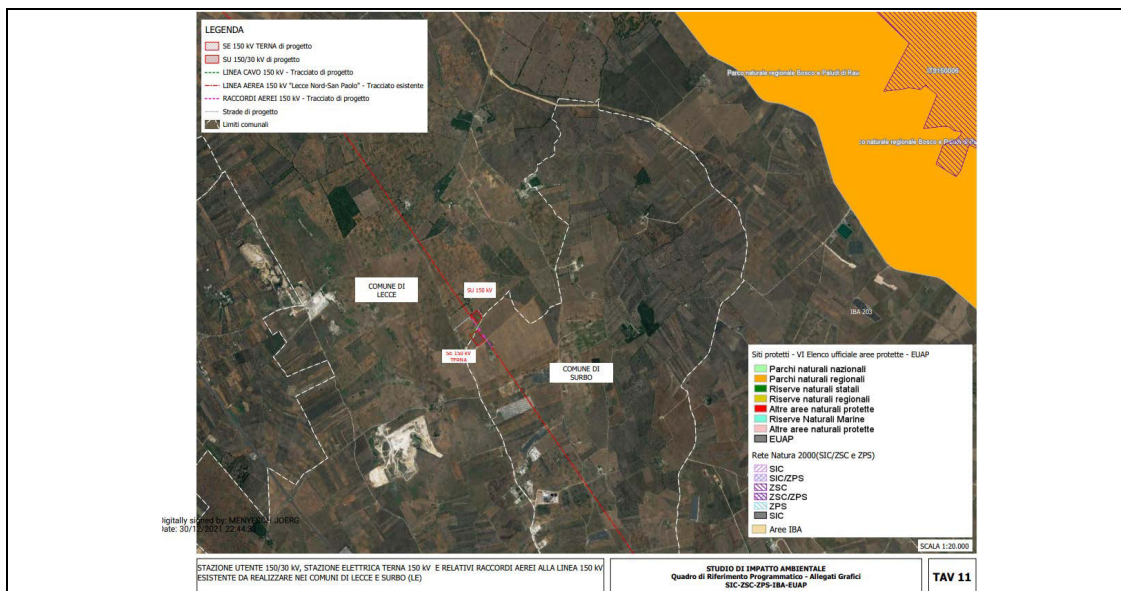 LEGENDA
SE 150 kV TERNA di progetto
SU 150/30 kV di progetto
LINEA CAVO 150 kV - Tracciato di progetto
LINEA AEREA 150 kV "Lecce Nord-San Paolo" - Tracciato esistente
RACCORDI AEREI 150 kV - Tracciato di progetto
Strade di progetto
Limiti comunali
Parco naturale regionale Bosco e Paludi di Rau
IT9150006
co naturale regionale Bosco e
COMUNE DI
LECCE
SU 150 kV
SE 150 kV
TERNA
COMUNE DI
SURBO
IBA 203
Siti protetti - VI Elenco ufficiale aree protette - EUAP
Parchi naturali nazionali
Parchi naturali regionali
Riserve naturali statali
Riserve naturali regionali
Altre aree naturali protette
Riserve Naturali Marine
Altre aree naturali protette
EUAP
Rete Natura 2000(SIC/ZSC e ZPS)
SIC
SIC/ZPS
ZSC
ZSC/ZPS
ZPS
SIC
Aree IBA
SCALA 1:20.000
Digitally signed by: MENYESCH JOERG
Date: 30/12/2021 22:44:31
STAZIONE UTENTE 150/30 kV, STAZIONE ELETTRICA TERNA 150 kV E RELATIVI RACCORDI AEREI ALLA LINEA 150 kV
ESISTENTE DA REALIZZARE NEI COMUNI DI LECCE E SURBO (LE)
STUDIO DI IMPATTO AMBIENTALE
Quadro di Riferimento Programmatico - Allegati Grafici
SIC-ZSC-ZPS-IBA-EUAP
TAV 11